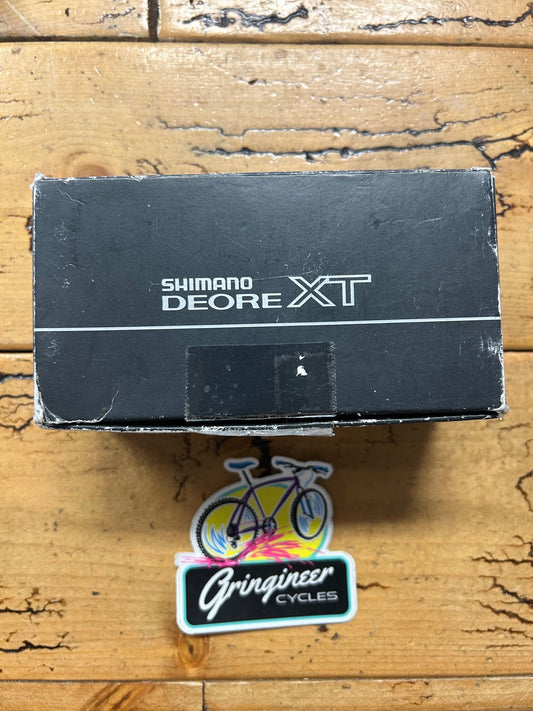 SHIMANO
DEORE XT
Gringineer
CYCLES